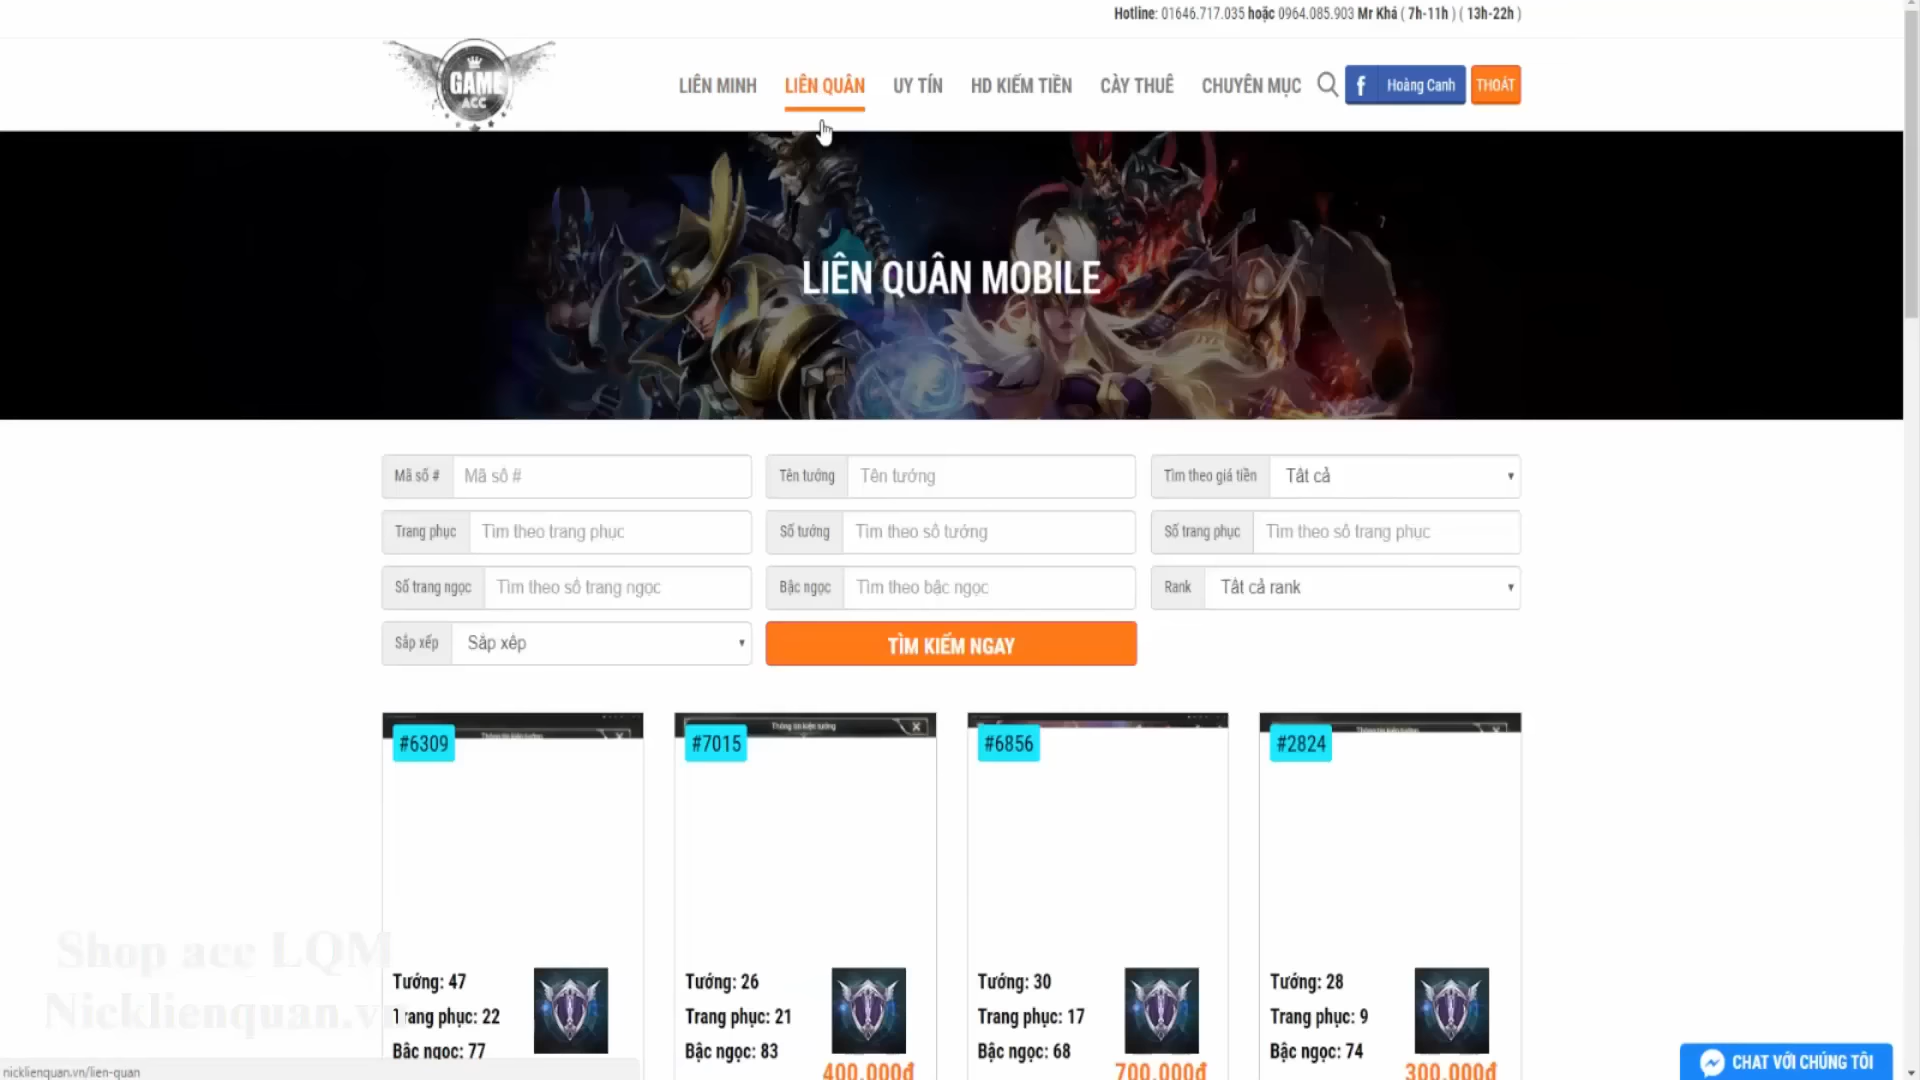 Hotline: 01646.717.035 hoặc 0964.085.903 Mr Khá ( 7h-11h ) ( 13h-22h )
GAME
ACC
LIÊN MINH
LIÊN QUÂN
UY TÍN
HD KIẾM TIỀN
CÀY THUÊ
CHUYÊN MỤC
f Hoàng Canh
THOÁT
LIÊN QUÂN MOBILE
Mã số # Mã số #
Tên tướng Tên tướng
Tìm theo giá tiền Tất cả
Trang phục Tìm theo trang phục
Số tướng Tìm theo số tướng
Số trang phục Tìm theo số trang phục
Số trang ngọc Tìm theo số trang ngọc
Bậc ngọc Tìm theo bậc ngọc
Rank Tất cả rank
Sắp xếp Sắp xếp
TÌM KIẾM NGAY
#6309
#7015
Thông tin kiện tướng
#6856
#2824
Tướng: 47
Trang phục: 22
Bậc ngọc: 77
Tướng: 26
Trang phục: 21
Bậc ngọc: 83
400.000đ
Tướng: 30
Trang phục: 17
Bậc ngọc: 68
700.000đ
Tướng: 28
Trang phục: 9
Bậc ngọc: 74
300.000đ
Shop acc LQM
Nicklienquan.vn
nicklienquan.vn/lien-quan
CHAT VỚI CHÚNG TÔI